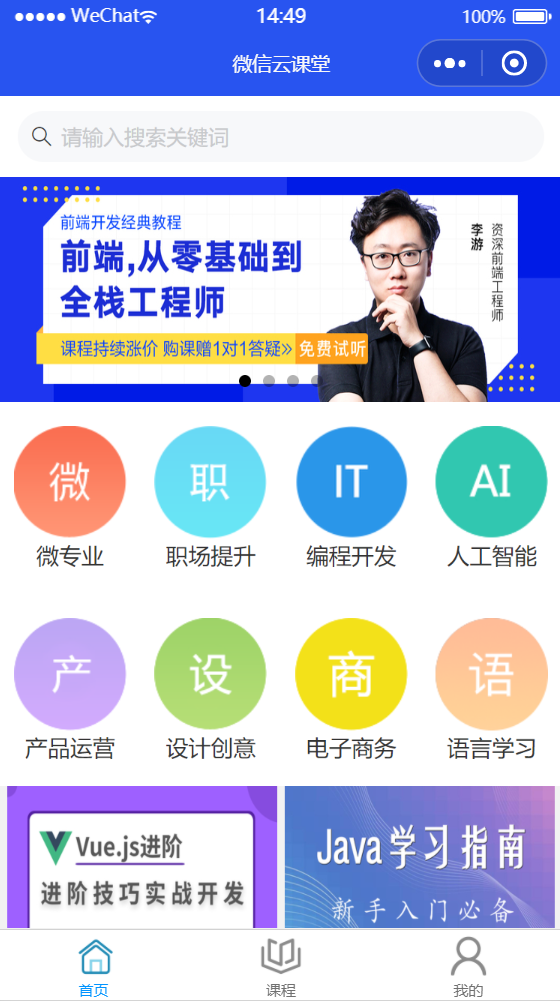 WeChat
14:49
100%
微信云课堂
请输入搜索关键词
前端开发经典教程
前端,从零基础到
全栈工程师
课程持续涨价 购课赠1对1答疑» 免费试听
李游
资深前端工程师
微 职 IT AI
微专业 职场提升 编程开发 人工智能
产 设 商 语
产品运营 设计创意 电子商务 语言学习
Vue.js进阶
进阶技巧实战开发
Java学习指南
新手入门必备
首页 课程 我的